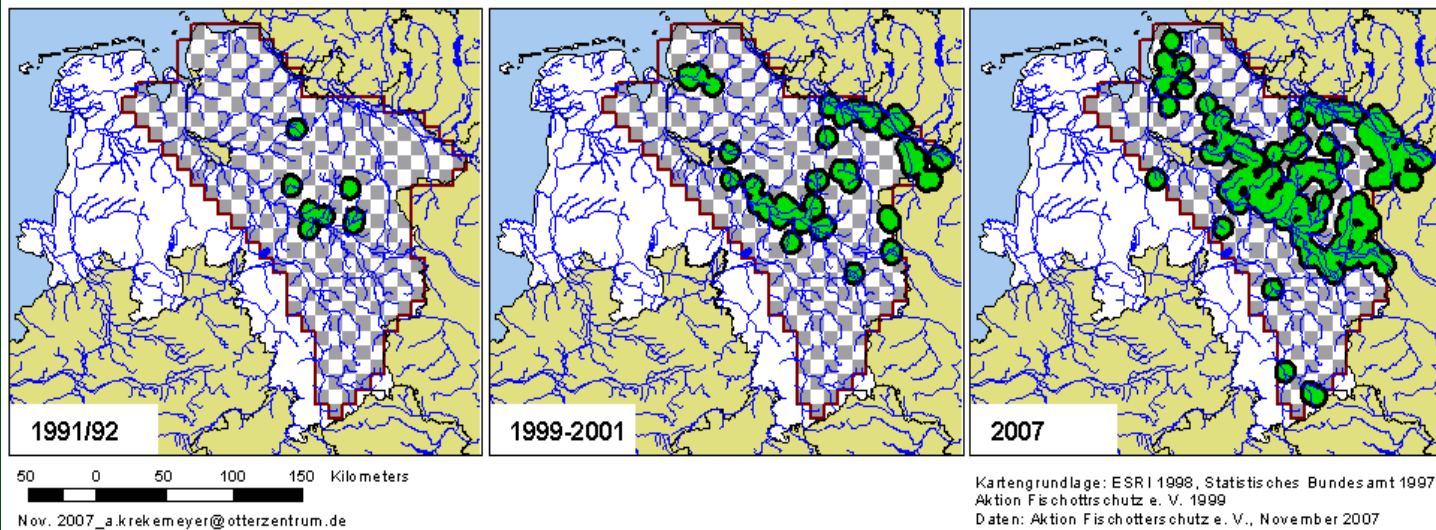 1991/92
1999-2001
2007
50 0 50 100 150 Kilometers
Nov. 2007_a.krekemeyer@otterzentrum.de
Kartengrundlage: ESRI 1998, Statistisches Bundesamt 1997
Aktion Fischottrschutz e. V. 1999
Daten: Aktion Fischotterschutz e. V., November 2007